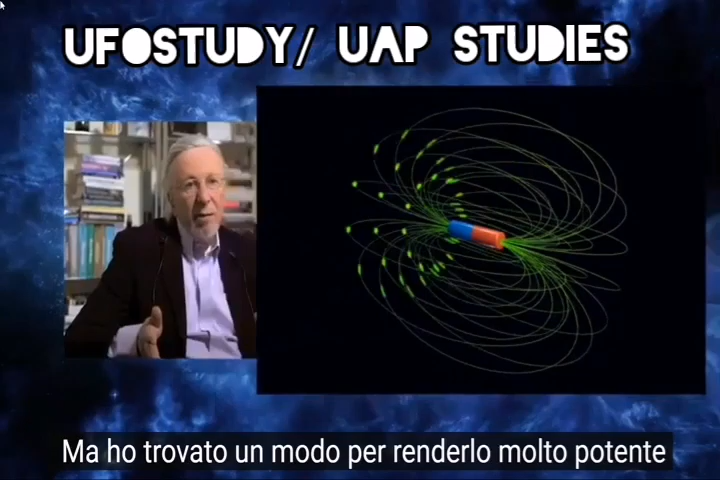 UFOSTUDY/ UAP STUDIES
Ma ho trovato un modo per renderlo molto potente